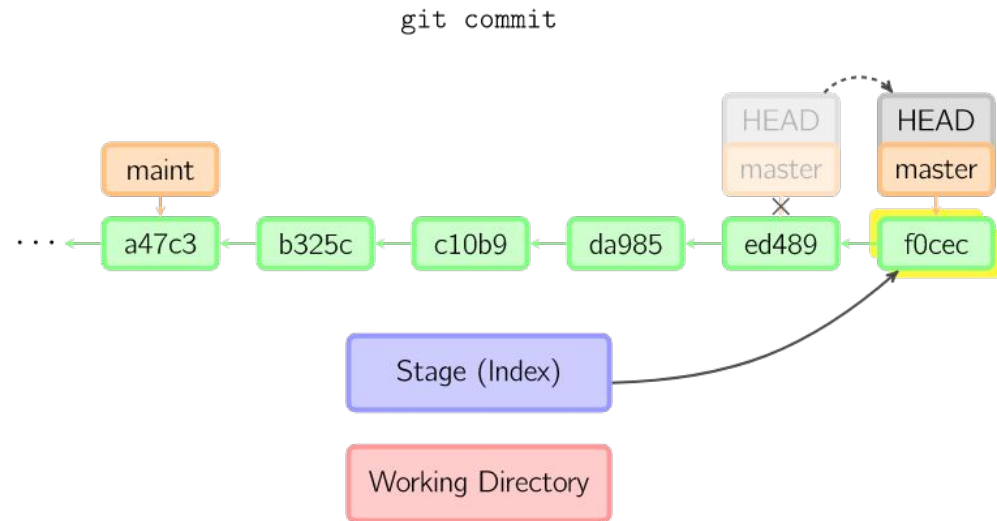 git commit
HEAD HEAD
maint master master
... a47c3 b325c c10b9 da985 ed489 f0cec
Stage (Index)
Working Directory